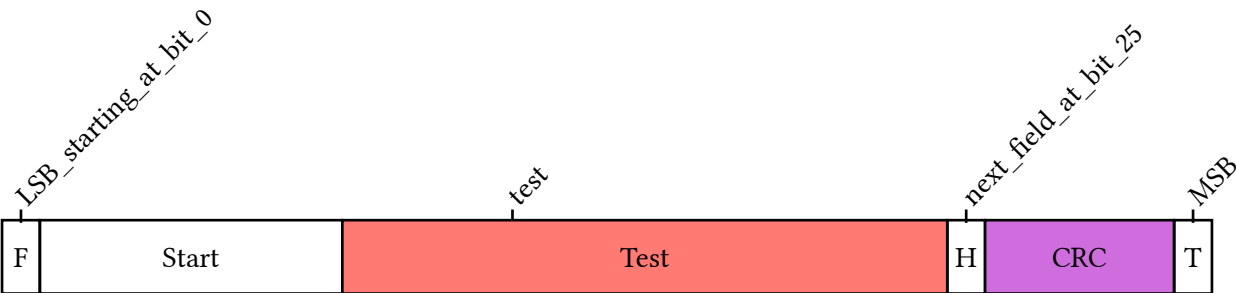 LSB_starting_at_bit_0
test
next_field_at_bit_25
MSB
F
Start
Test
H
CRC
T